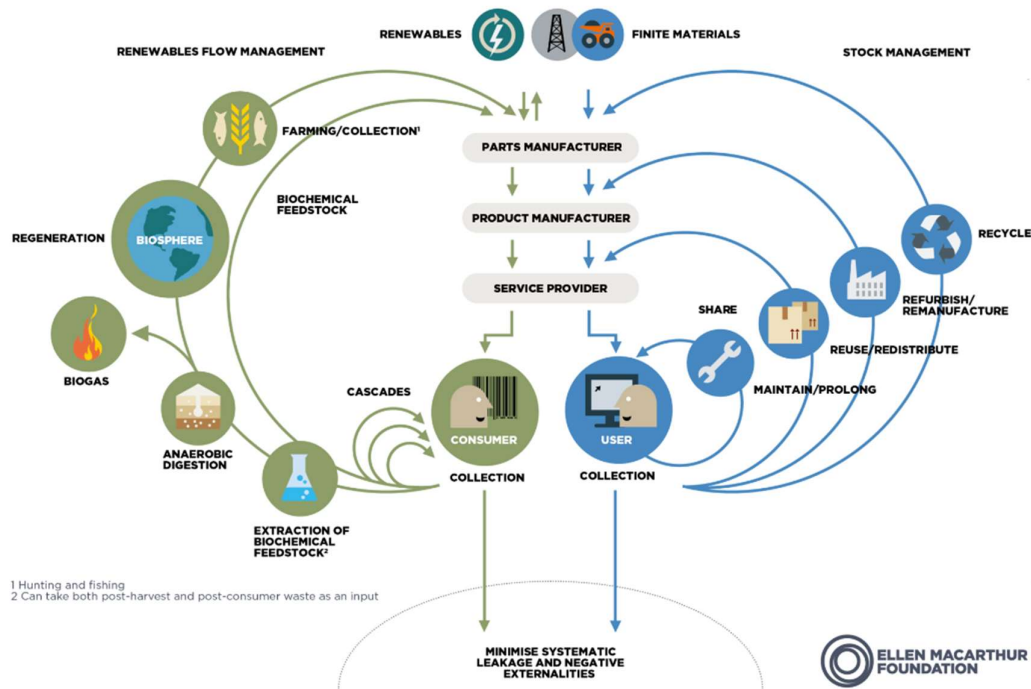 RENEWABLES
FINITE MATERIALS
RENEWABLES FLOW MANAGEMENT
STOCK MANAGEMENT
FARMING/COLLECTION¹
PARTS MANUFACTURER
BIOCHEMICAL
FEEDSTOCK
PRODUCT MANUFACTURER
REGENERATION
BIOSPHERE
RECYCLE
SERVICE PROVIDER
SHARE
REFURBISH/
REMANUFACTURE
REUSE/REDISTRIBUTE
BIOGAS
CASCADES
MAINTAIN/PROLONG
CONSUMER
USER
ANAEROBIC
DIGESTION
COLLECTION
COLLECTION
EXTRACTION OF
BIOCHEMICAL
FEEDSTOCK²
1 Hunting and fishing
2 Can take both post-harvest and post-consumer waste as an input
MINIMISE SYSTEMATIC
LEAKAGE AND NEGATIVE
EXTERNALITIES
ELLEN MACARTHUR
FOUNDATION